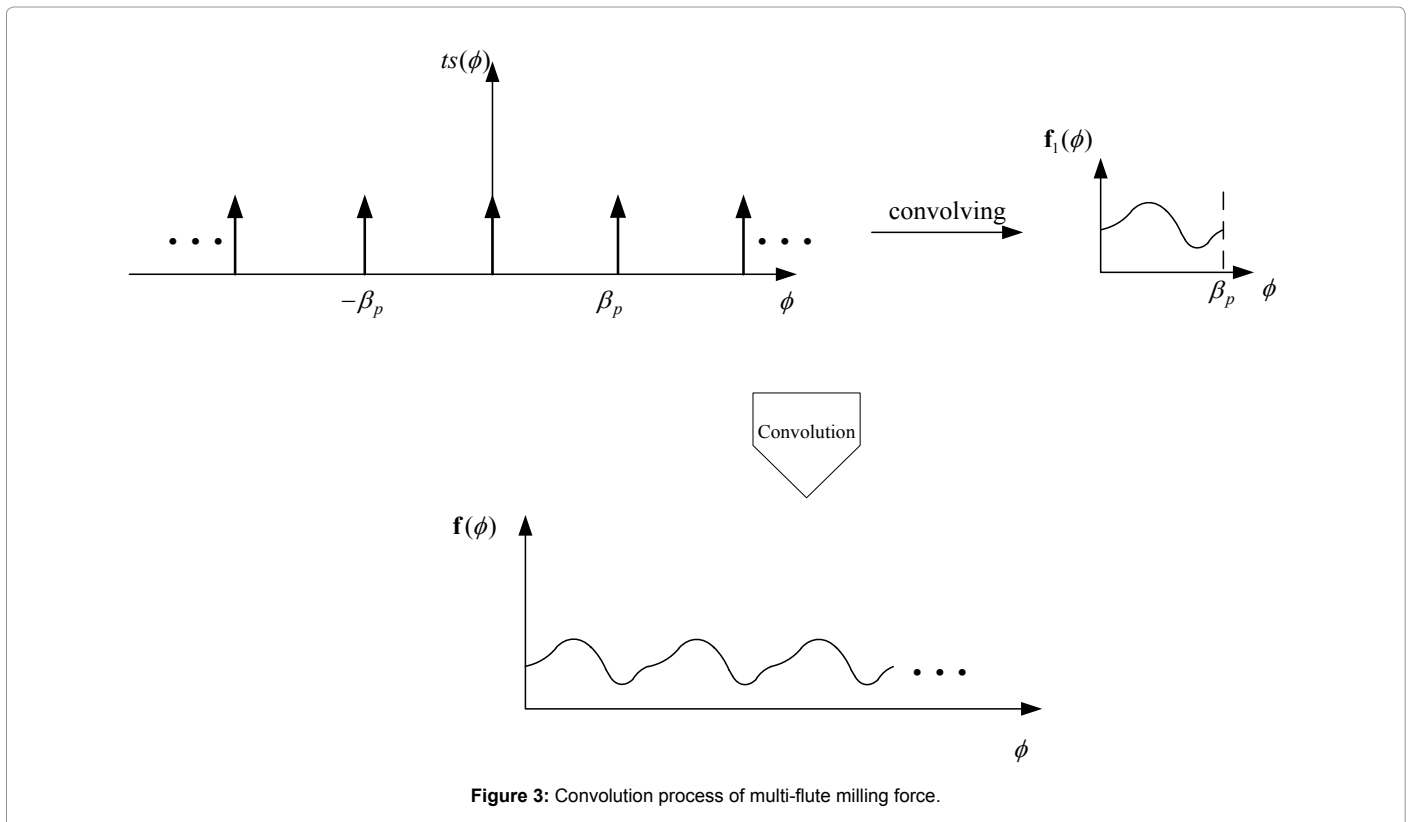 ts(ϕ)
f₁(ϕ)
convolving
• • •
• • •
−βₚ
βₚ
ϕ
βₚ
ϕ
Convolution
f(ϕ)
• • •
ϕ
Figure 3: Convolution process of multi-flute milling force.